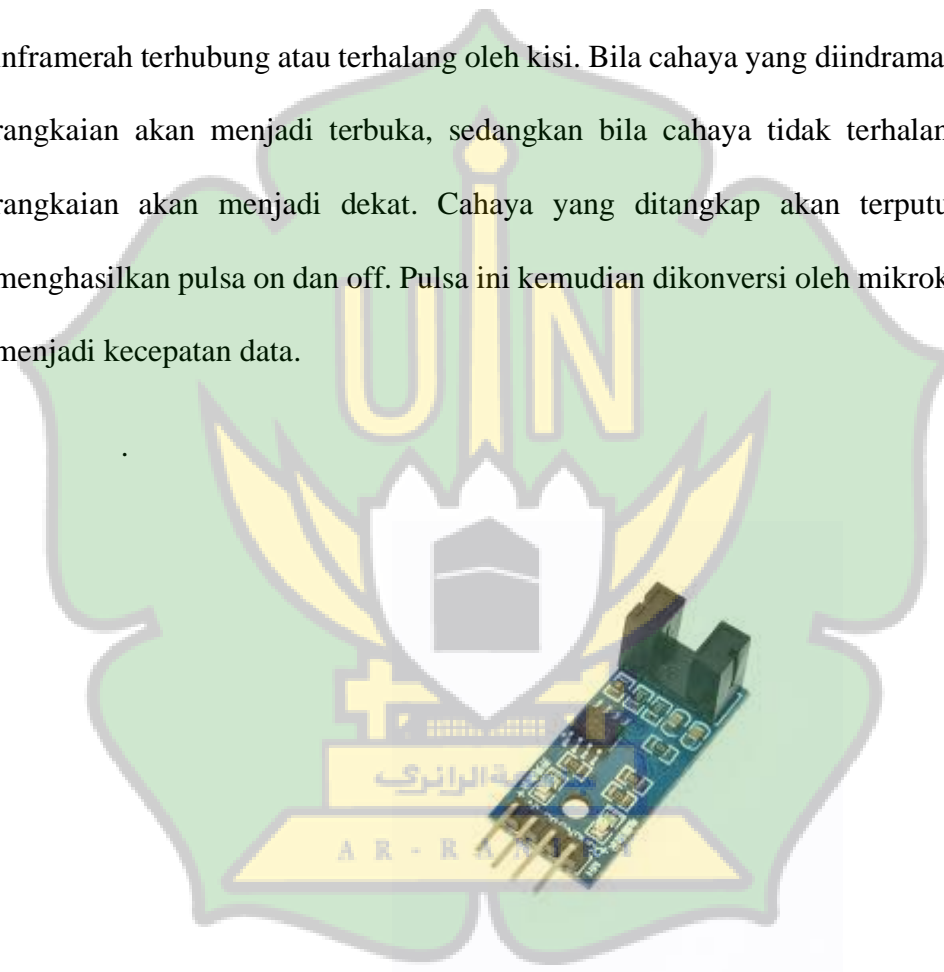 inframerah terhubung atau terhalang oleh kisi. Bila cahaya yang diindrama
rangkaian akan menjadi terbuka, sedangkan bila cahaya tidak terhalan
rangkaian akan menjadi dekat. Cahaya yang ditangkap akan terputu
menghasilkan pulsa on dan off. Pulsa ini kemudian dikonversi oleh mikrok
menjadi kecepatan data.
.
UIN
الرانري
A R - R A N I R Y